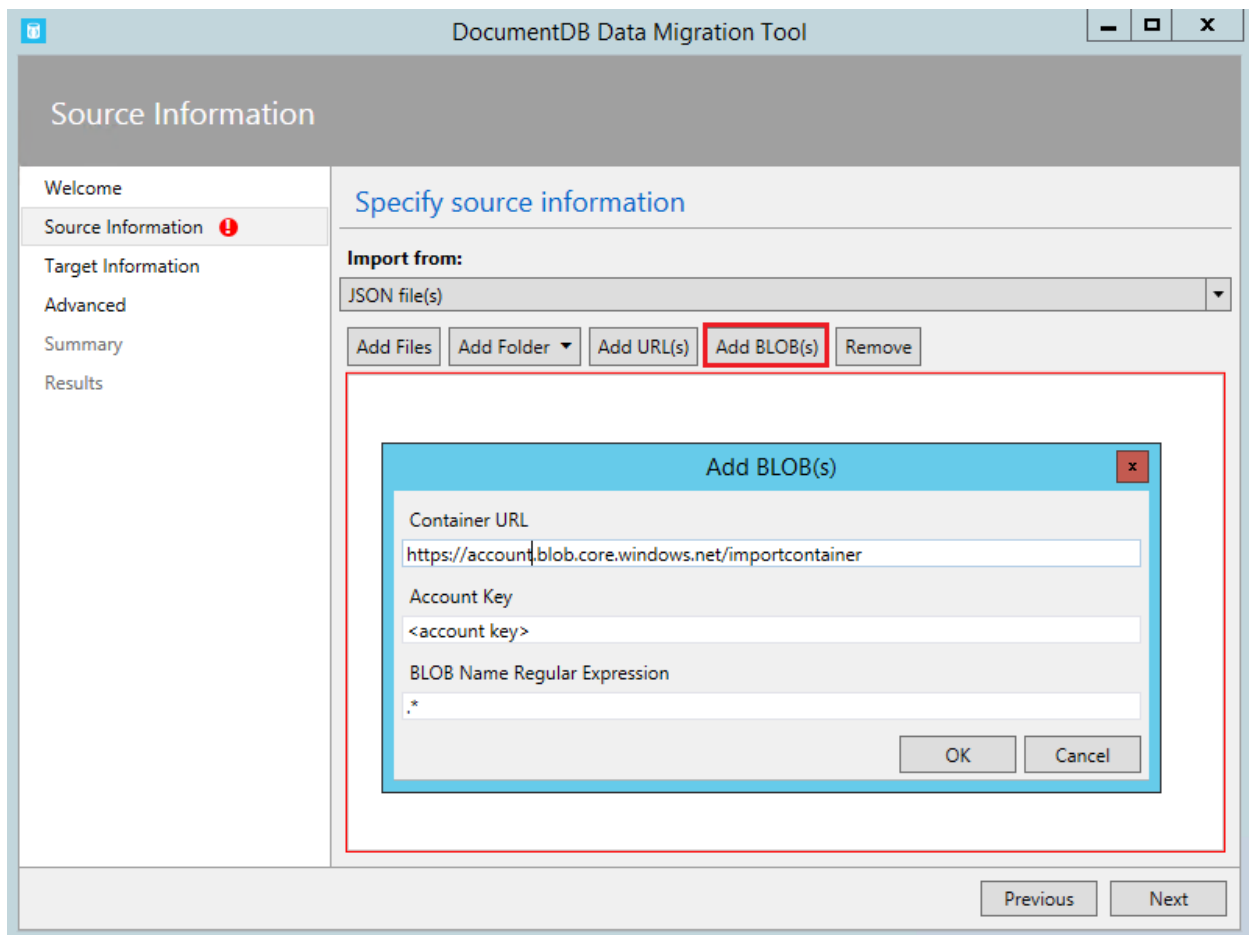 DocumentDB Data Migration Tool
Source Information
Welcome
Source Information
Target Information
Advanced
Summary
Results
Specify source information
Import from:
JSON file(s)
Add Files Add Folder Add URL(s) Add BLOB(s) Remove
Add BLOB(s)
Container URL
https://account.blob.core.windows.net/importcontainer
Account Key
<account key>
BLOB Name Regular Expression
.*
OK Cancel
Previous Next